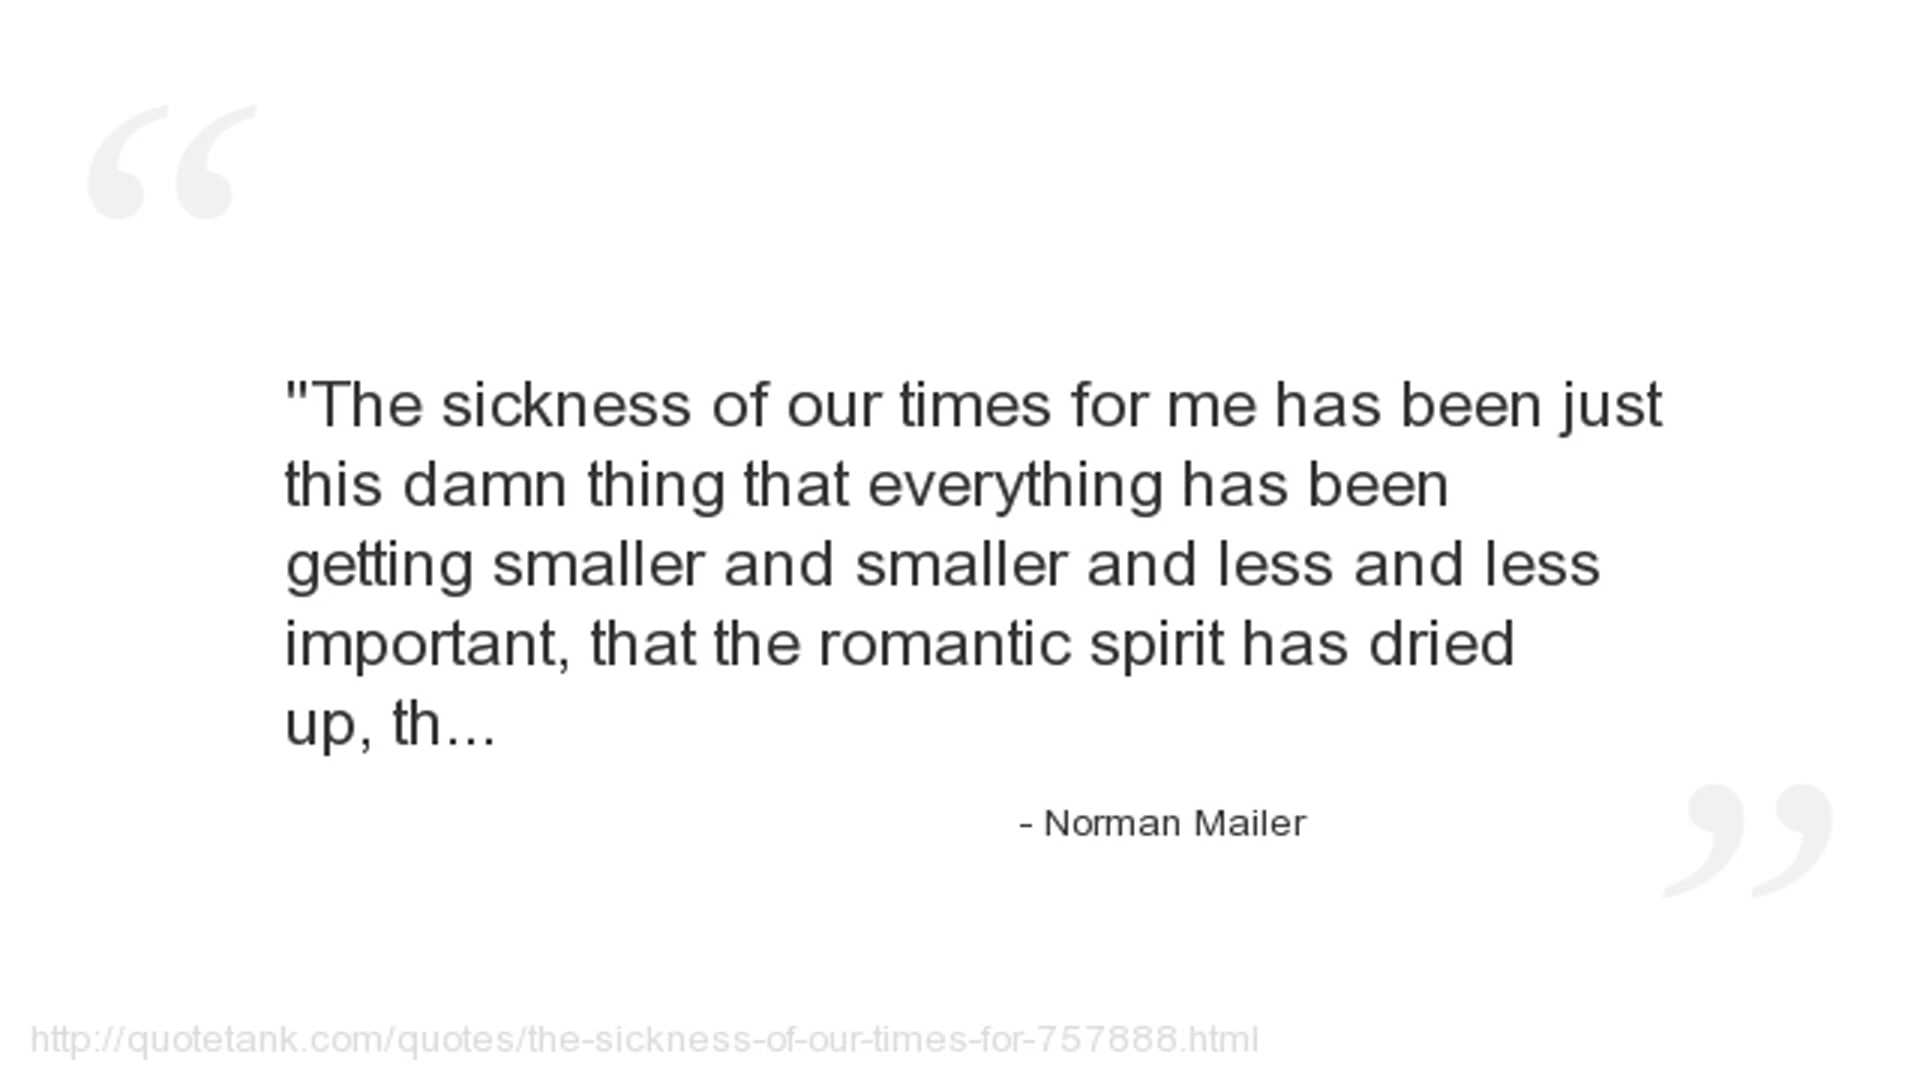 "The sickness of our times for me has been just
this damn thing that everything has been
getting smaller and smaller and less and less
important, that the romantic spirit has dried
up, th...
- Norman Mailer
http://quotetank.com/quotes/the-sickness-of-our-times-for-757888.html